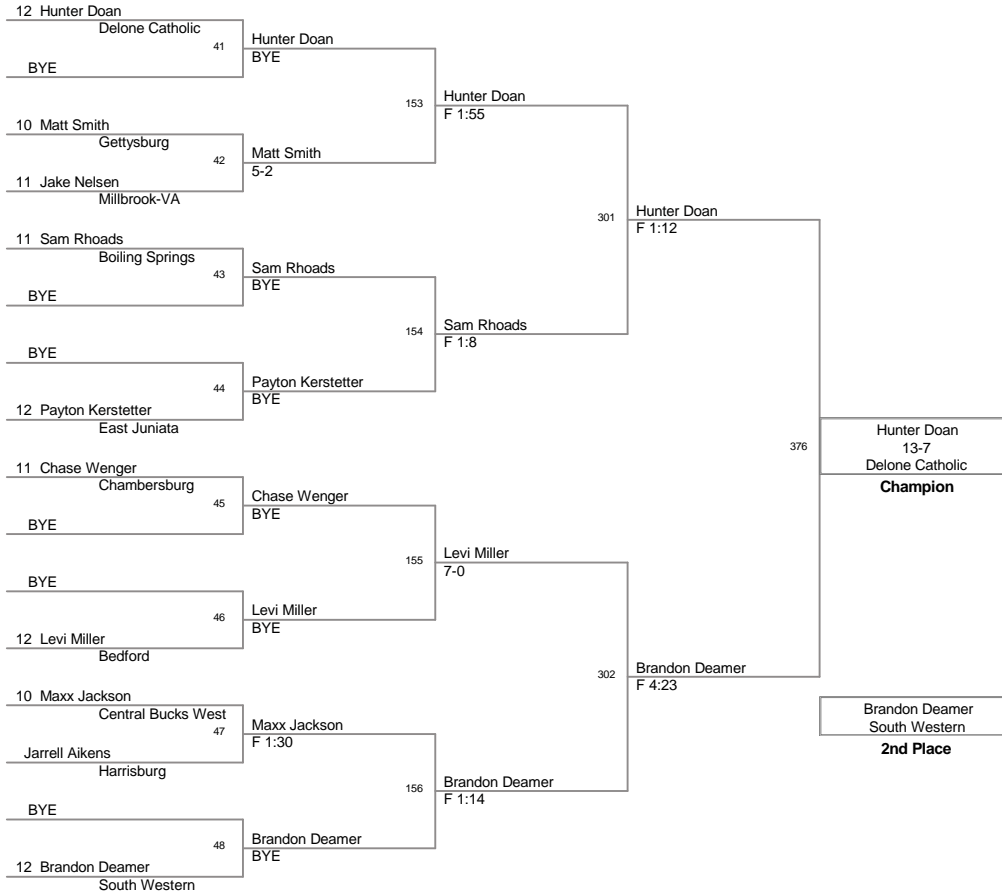 12 Hunter Doan
Delone Catholic
41
BYE
Hunter Doan
BYE
10 Matt Smith
Gettysburg
42
11 Jake Nelsen
Millbrook-VA
Matt Smith
5-2
153
Hunter Doan
F 1:55
11 Sam Rhoads
Boiling Springs
43
BYE
Sam Rhoads
BYE
BYE
44
12 Payton Kerstetter
East Juniata
Payton Kerstetter
BYE
154
Sam Rhoads
F 1:8
301
Hunter Doan
F 1:12
11 Chase Wenger
Chambersburg
45
BYE
Chase Wenger
BYE
BYE
46
12 Levi Miller
Bedford
Levi Miller
BYE
155
Levi Miller
7-0
10 Maxx Jackson
Central Bucks West
47
Jarrell Aikens
Harrisburg
Maxx Jackson
F 1:30
BYE
48
12 Brandon Deamer
South Western
Brandon Deamer
BYE
156
Brandon Deamer
F 1:14
302
Brandon Deamer
F 4:23
376
Hunter Doan
13-7
Delone Catholic
Champion
Brandon Deamer
South Western
2nd Place